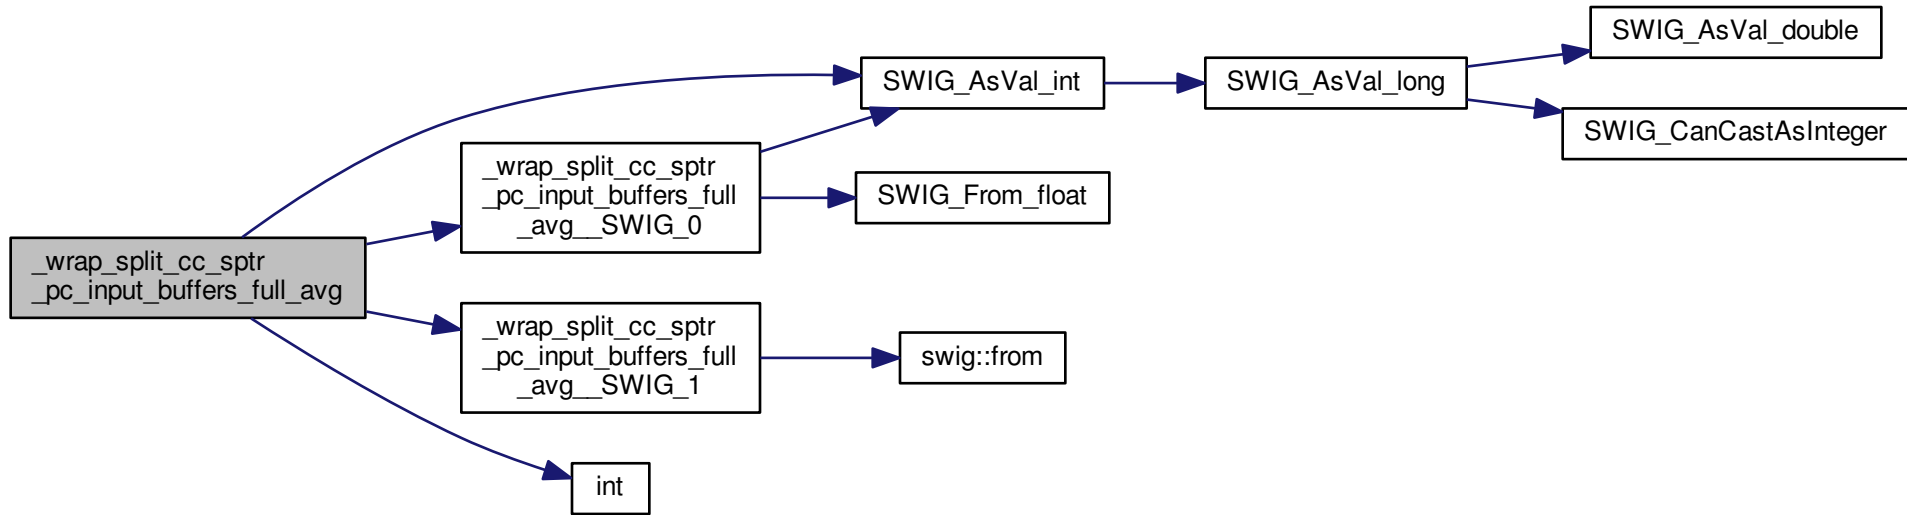 _wrap_split_cc_sptr
_pc_input_buffers_full_avg
_wrap_split_cc_sptr
_pc_input_buffers_full
_avg__SWIG_0
_wrap_split_cc_sptr
_pc_input_buffers_full
_avg__SWIG_1
int
SWIG_AsVal_int
SWIG_From_float
swig::from
SWIG_AsVal_long
SWIG_AsVal_double
SWIG_CanCastAsInteger